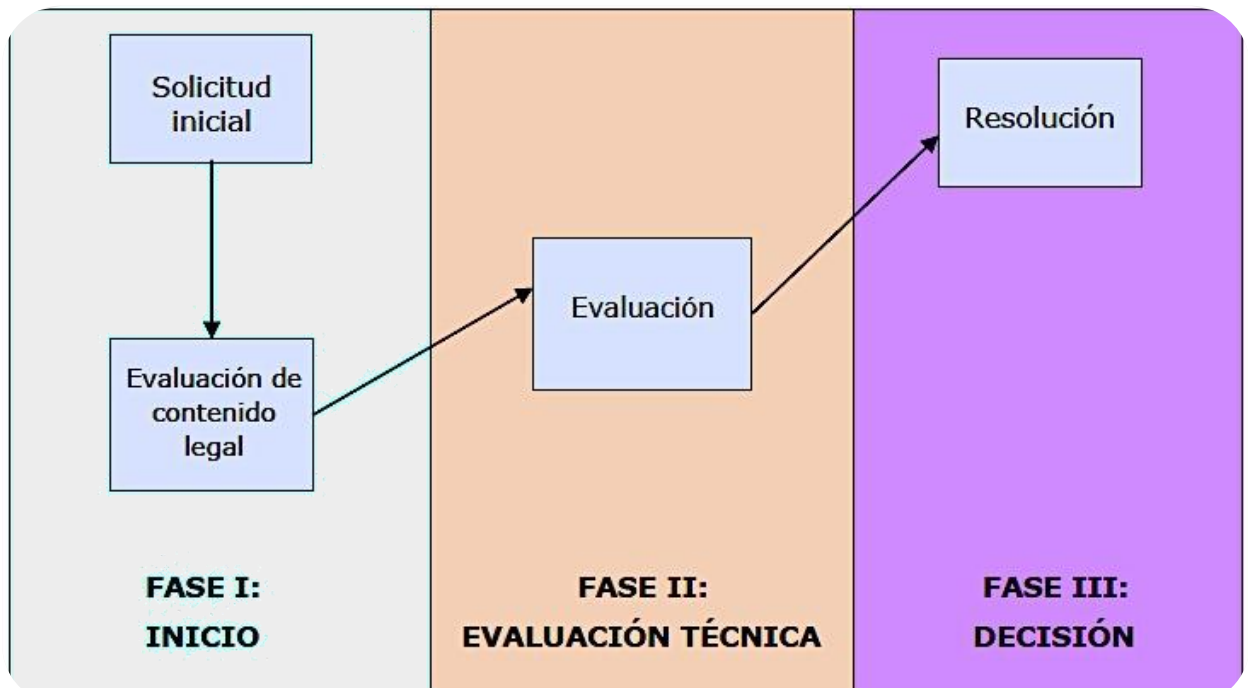 Solicitud
inicial
Evaluación de
contenido
legal
Evaluación
Resolución
FASE I:
INICIO
FASE II:
EVALUACIÓN TÉCNICA
FASE III:
DECISIÓN